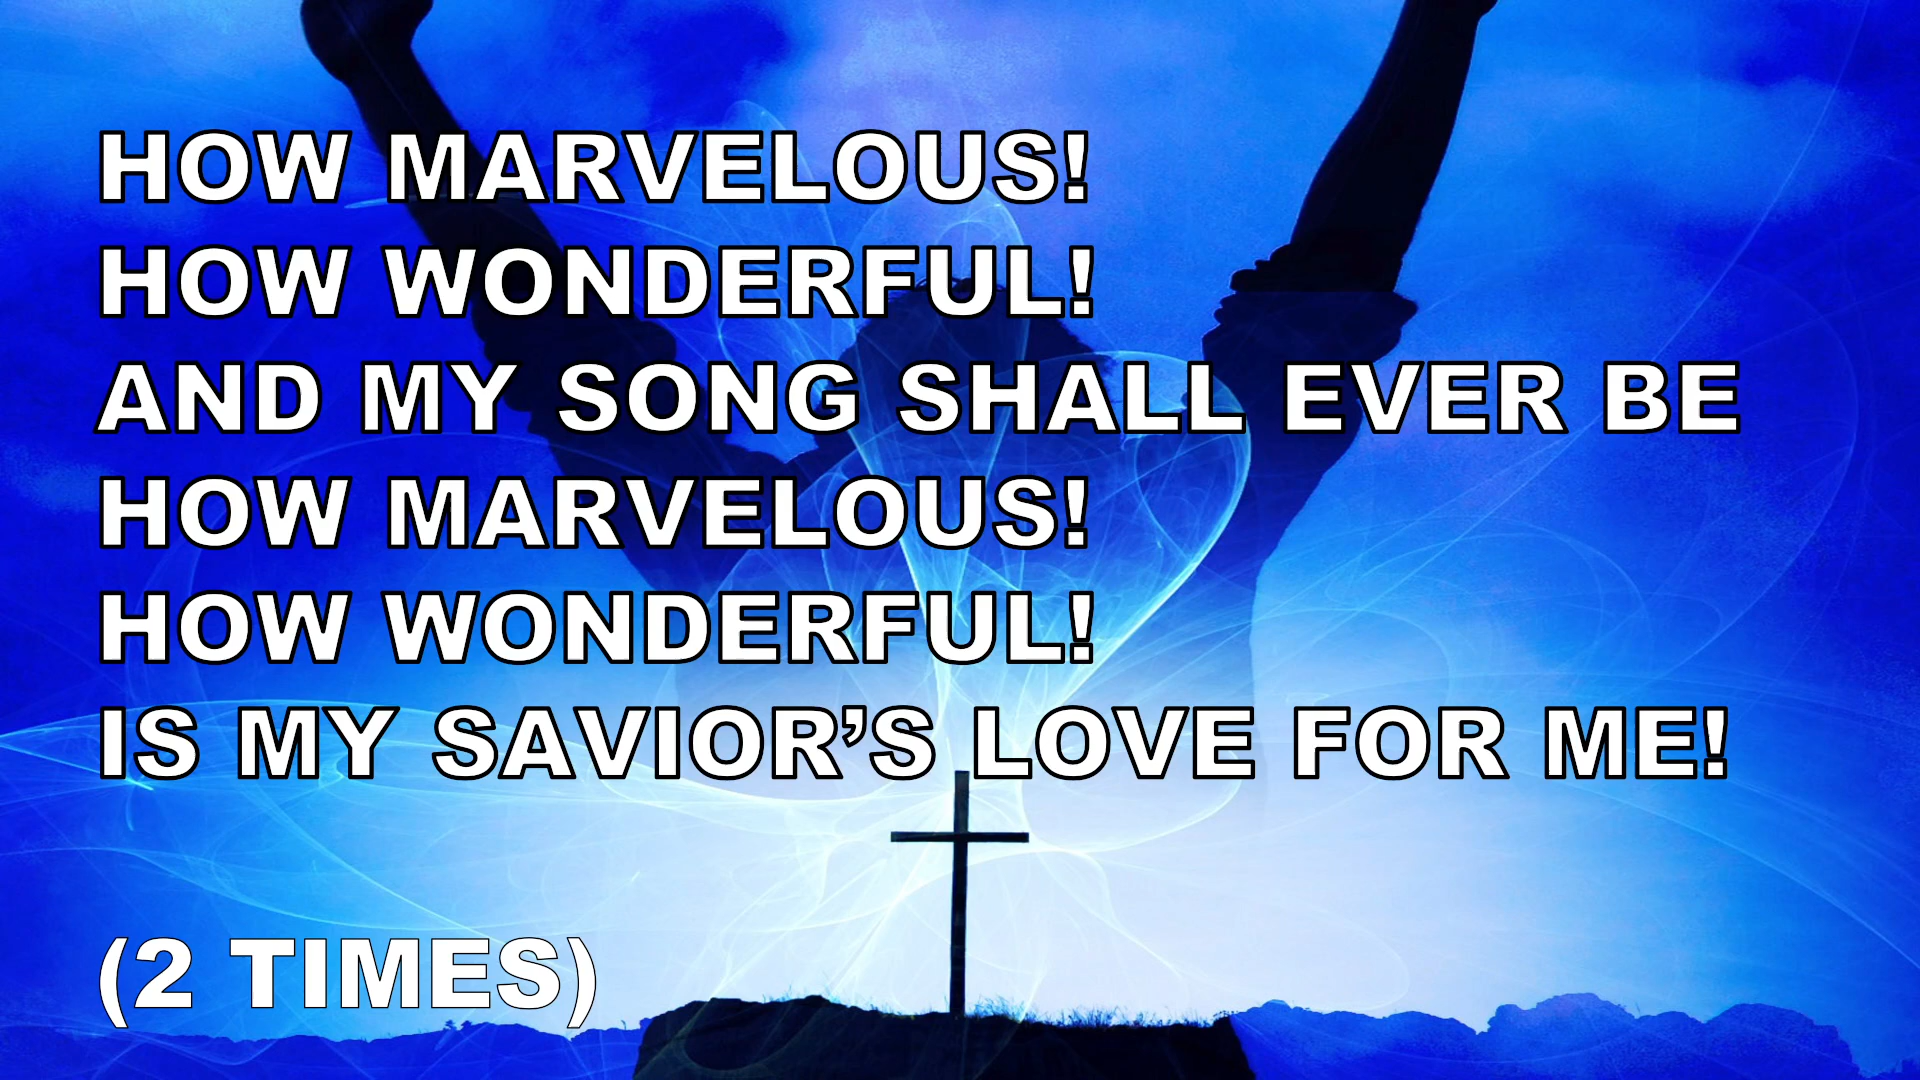 HOW MARVELOUS!
HOW WONDERFUL!
AND MY SONG SHALL EVER BE
HOW MARVELOUS!
HOW WONDERFUL!
IS MY SAVIOR’S LOVE FOR ME!
(2 TIMES)